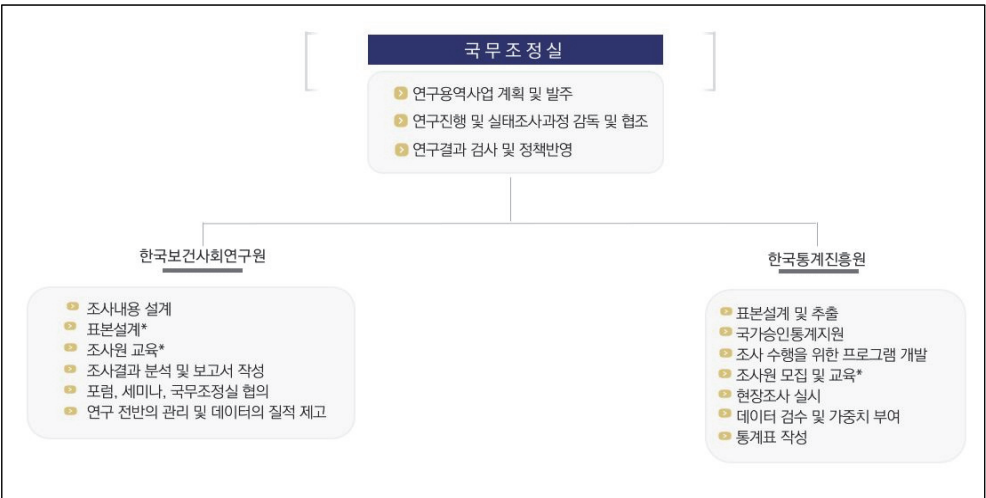 국무조정실
연구용역사업 계획 및 발주
연구진행 및 실태조사과정 감독 및 협조
연구결과 검사 및 정책반영
한국보건사회연구원
조사내용 설계
표본설계*
조사원 교육*
조사결과 분석 및 보고서 작성
포럼, 세미나, 국무조정실 협의
연구 전반의 관리 및 데이터의 질적 제고
한국통계진흥원
표본설계 및 추출
국가승인통계지원
조사 수행을 위한 프로그램 개발
조사원 모집 및 교육*
현장조사 실시
데이터 검수 및 가중치 부여
통계표 작성